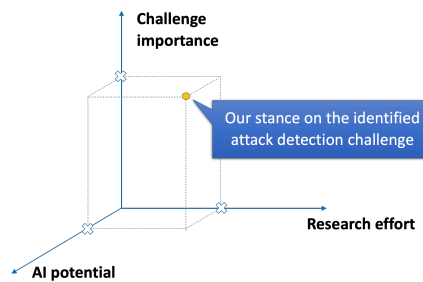 Challenge
importance
Our stance on the identified
attack detection challenge
Research effort
AI potential